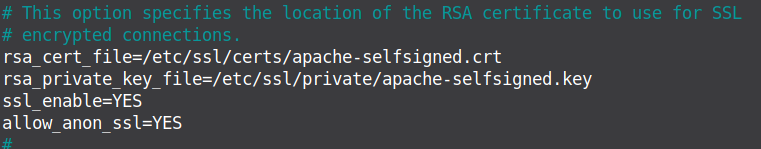 # This option specifies the location of the RSA certificate to use for SSL
# encrypted connections.
rsa_cert_file=/etc/ssl/certs/apache-selfsigned.crt
rsa_private_key_file=/etc/ssl/private/apache-selfsigned.key
ssl_enable=YES
allow_anon_ssl=YES
#